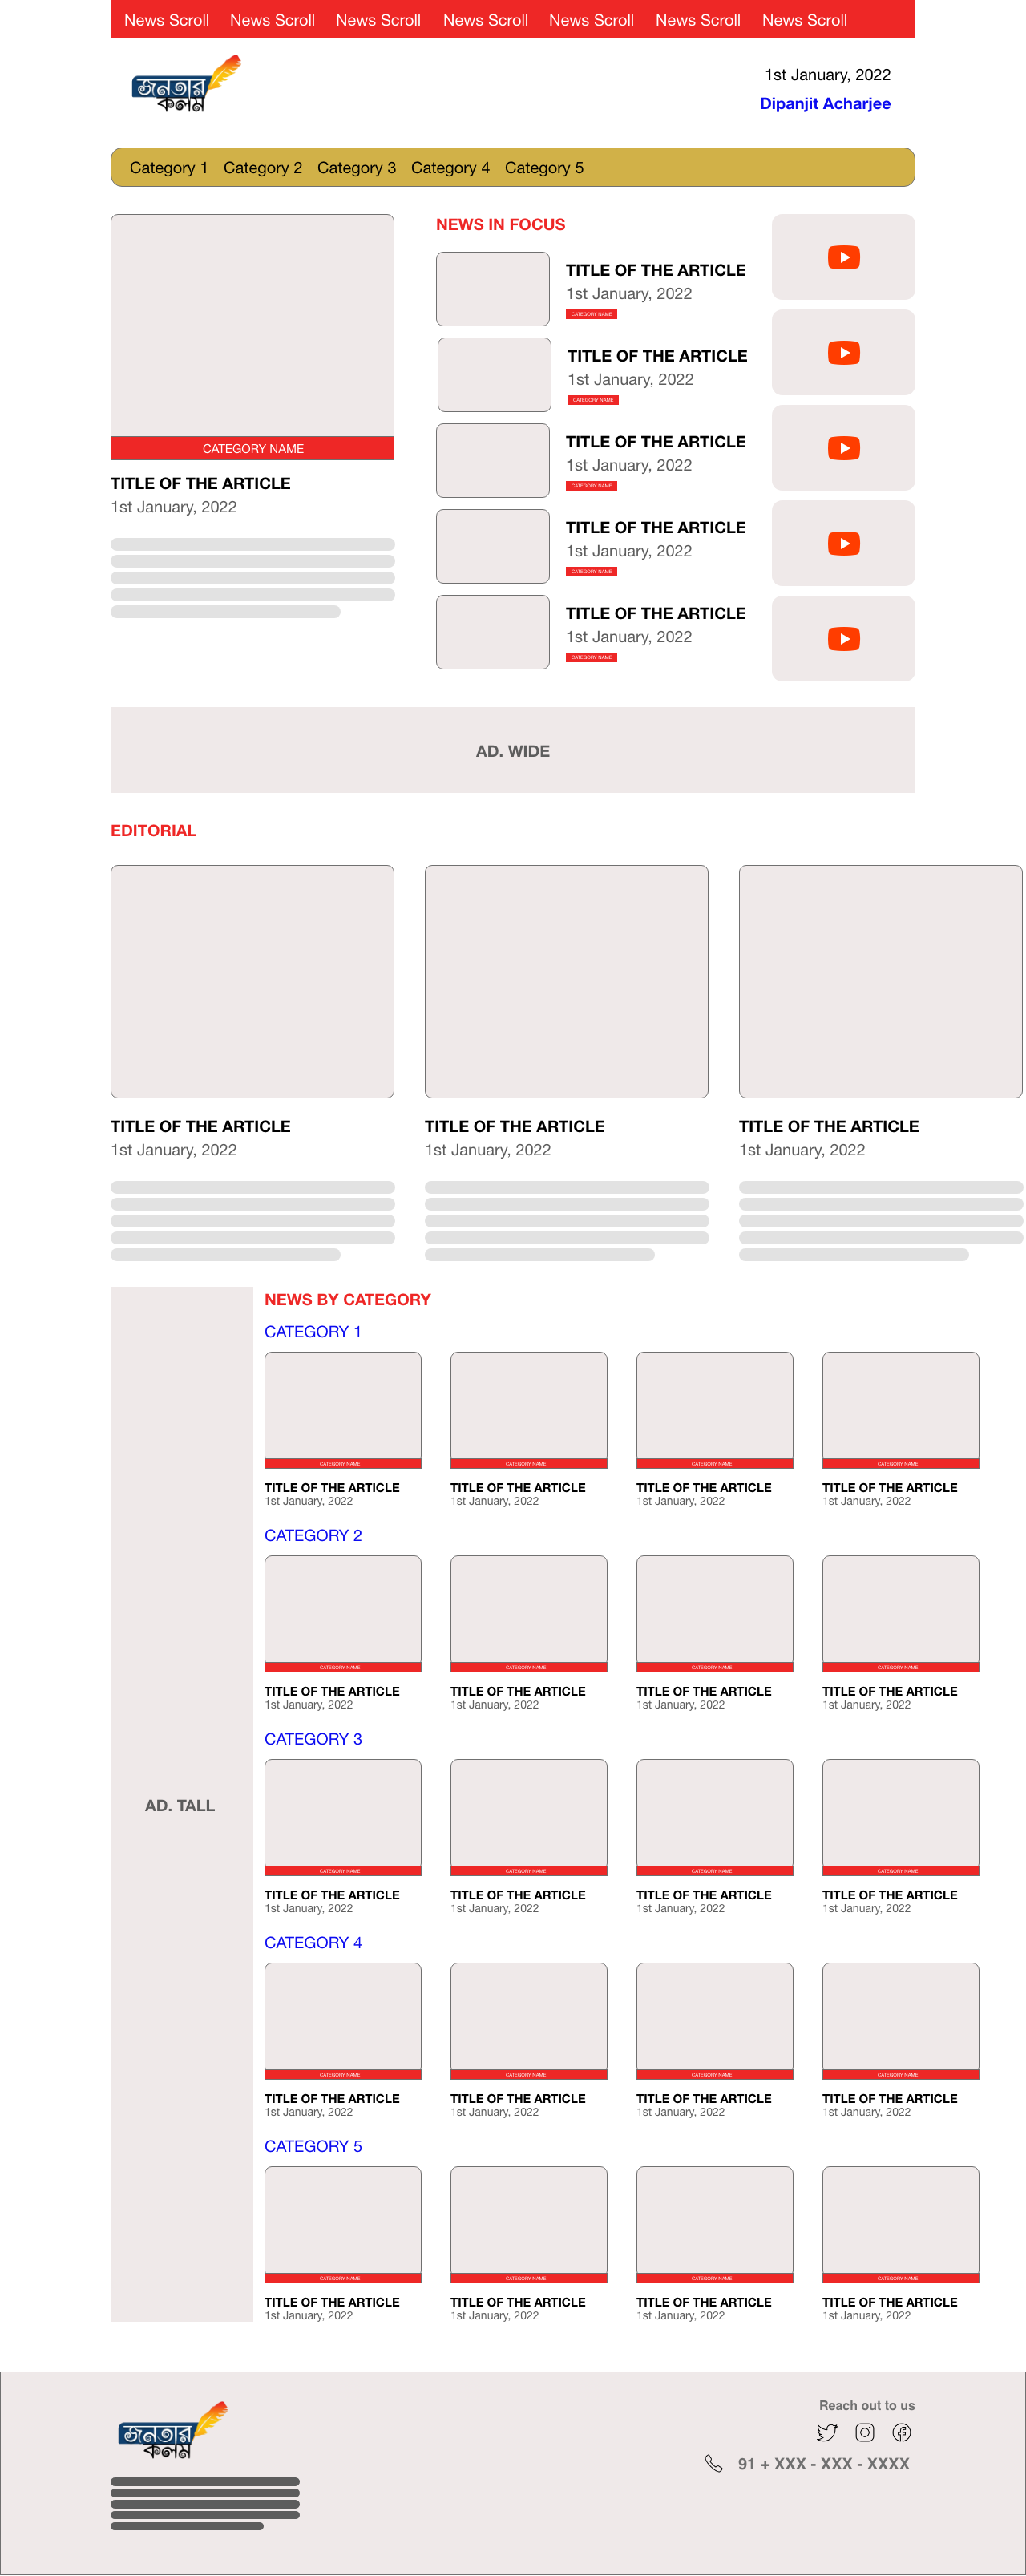 News Scroll News Scroll News Scroll News Scroll News Scroll News Scroll News Scroll
জনতার
কলম
1st January, 2022
Dipanjit Acharjee
Category 1 Category 2 Category 3 Category 4 Category 5
CATEGORY NAME
TITLE OF THE ARTICLE
1st January, 2022
NEWS IN FOCUS
TITLE OF THE ARTICLE
1st January, 2022
CATEGORY NAME
TITLE OF THE ARTICLE
1st January, 2022
CATEGORY NAME
TITLE OF THE ARTICLE
1st January, 2022
CATEGORY NAME
TITLE OF THE ARTICLE
1st January, 2022
CATEGORY NAME
TITLE OF THE ARTICLE
1st January, 2022
CATEGORY NAME
AD. WIDE
EDITORIAL
TITLE OF THE ARTICLE
1st January, 2022
TITLE OF THE ARTICLE
1st January, 2022
TITLE OF THE ARTICLE
1st January, 2022
AD. TALL
NEWS BY CATEGORY
CATEGORY 1
CATEGORY NAME CATEGORY NAME CATEGORY NAME CATEGORY NAME
TITLE OF THE ARTICLE TITLE OF THE ARTICLE TITLE OF THE ARTICLE TITLE OF THE ARTICLE
1st January, 2022 1st January, 2022 1st January, 2022 1st January, 2022
CATEGORY 2
CATEGORY NAME CATEGORY NAME CATEGORY NAME CATEGORY NAME
TITLE OF THE ARTICLE TITLE OF THE ARTICLE TITLE OF THE ARTICLE TITLE OF THE ARTICLE
1st January, 2022 1st January, 2022 1st January, 2022 1st January, 2022
CATEGORY 3
CATEGORY NAME CATEGORY NAME CATEGORY NAME CATEGORY NAME
TITLE OF THE ARTICLE TITLE OF THE ARTICLE TITLE OF THE ARTICLE TITLE OF THE ARTICLE
1st January, 2022 1st January, 2022 1st January, 2022 1st January, 2022
CATEGORY 4
CATEGORY NAME CATEGORY NAME CATEGORY NAME CATEGORY NAME
TITLE OF THE ARTICLE TITLE OF THE ARTICLE TITLE OF THE ARTICLE TITLE OF THE ARTICLE
1st January, 2022 1st January, 2022 1st January, 2022 1st January, 2022
CATEGORY 5
CATEGORY NAME CATEGORY NAME CATEGORY NAME CATEGORY NAME
TITLE OF THE ARTICLE TITLE OF THE ARTICLE TITLE OF THE ARTICLE TITLE OF THE ARTICLE
1st January, 2022 1st January, 2022 1st January, 2022 1st January, 2022
জনতার
কলম
Reach out to us
91 + XXX - XXX - XXXX